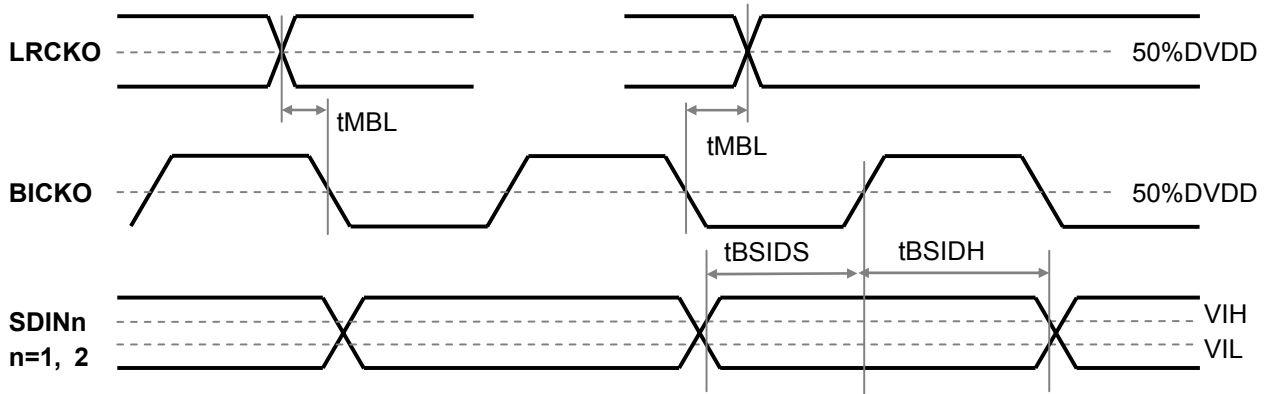 LRCKO
50%DVDD
tMBL
tMBL
BICKO
50%DVDD
tBSIDS
tBSIDH
SDINn
n=1, 2
VIH
VIL